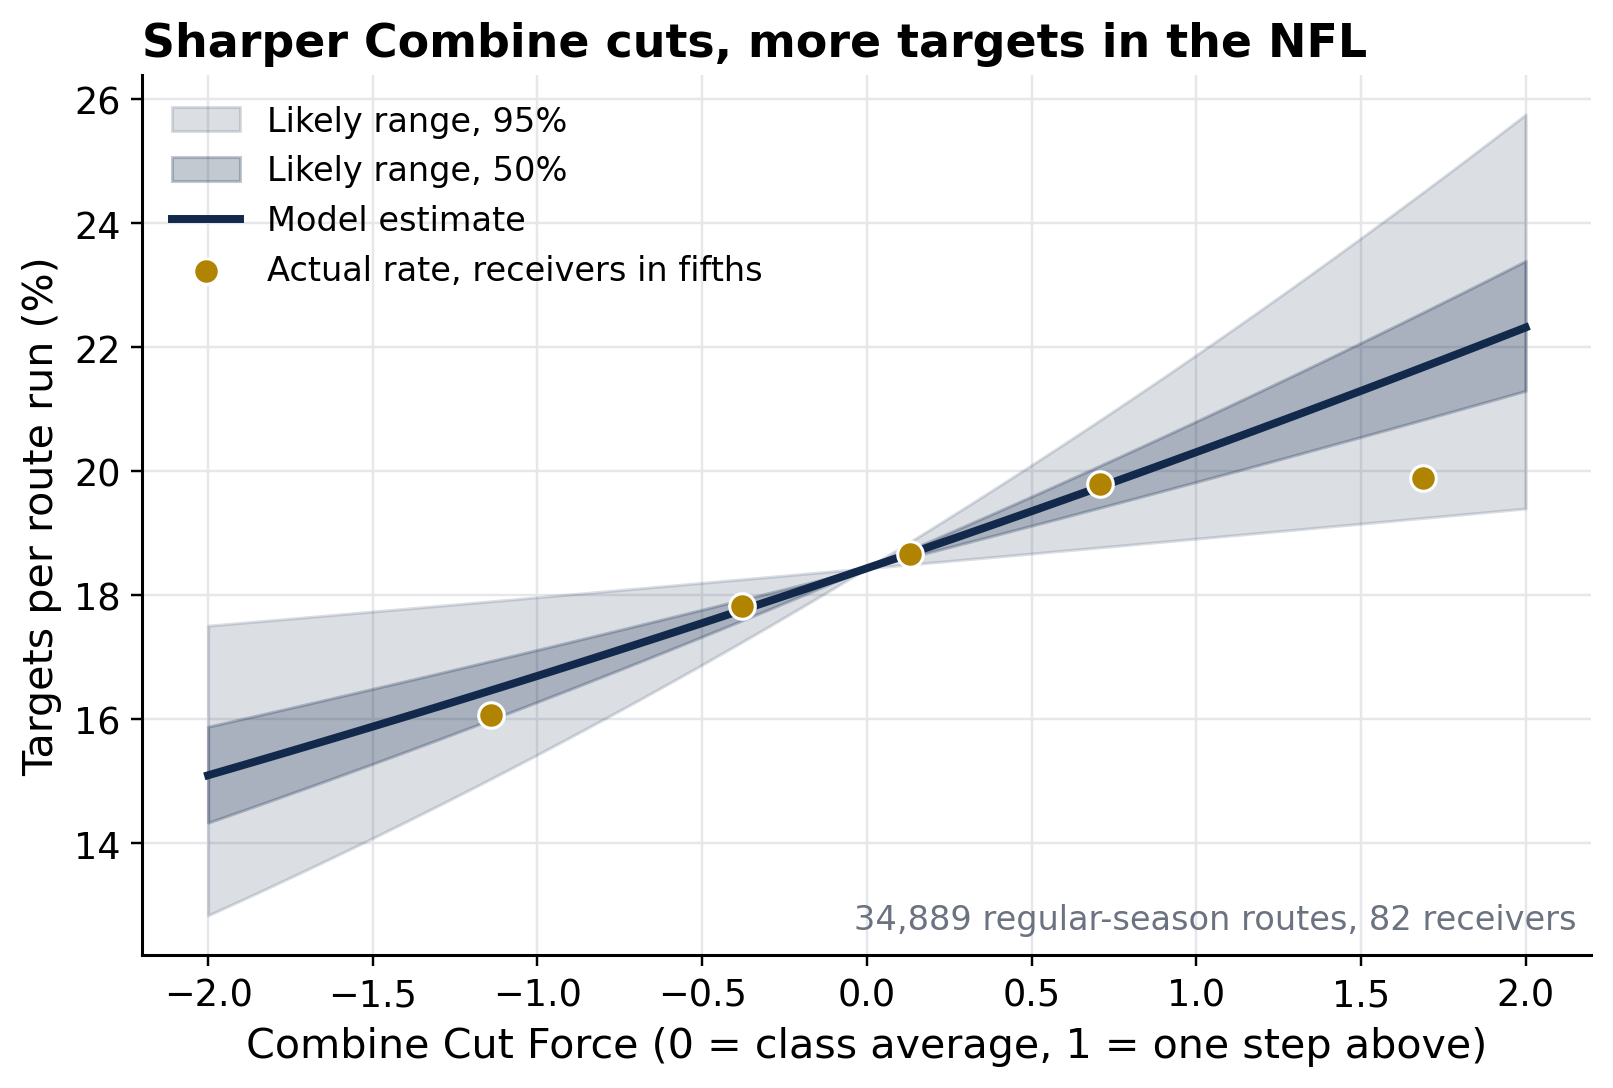 Sharper Combine cuts, more targets in the NFL
Likely range, 95%
Likely range, 50%
Model estimate
Actual rate, receivers in fifths
Targets per route run (%)
26
24
22
20
18
16
14
34,889 regular-season routes, 82 receivers
−2.0 −1.5 −1.0 −0.5 0.0 0.5 1.0 1.5 2.0
Combine Cut Force (0 = class average, 1 = one step above)